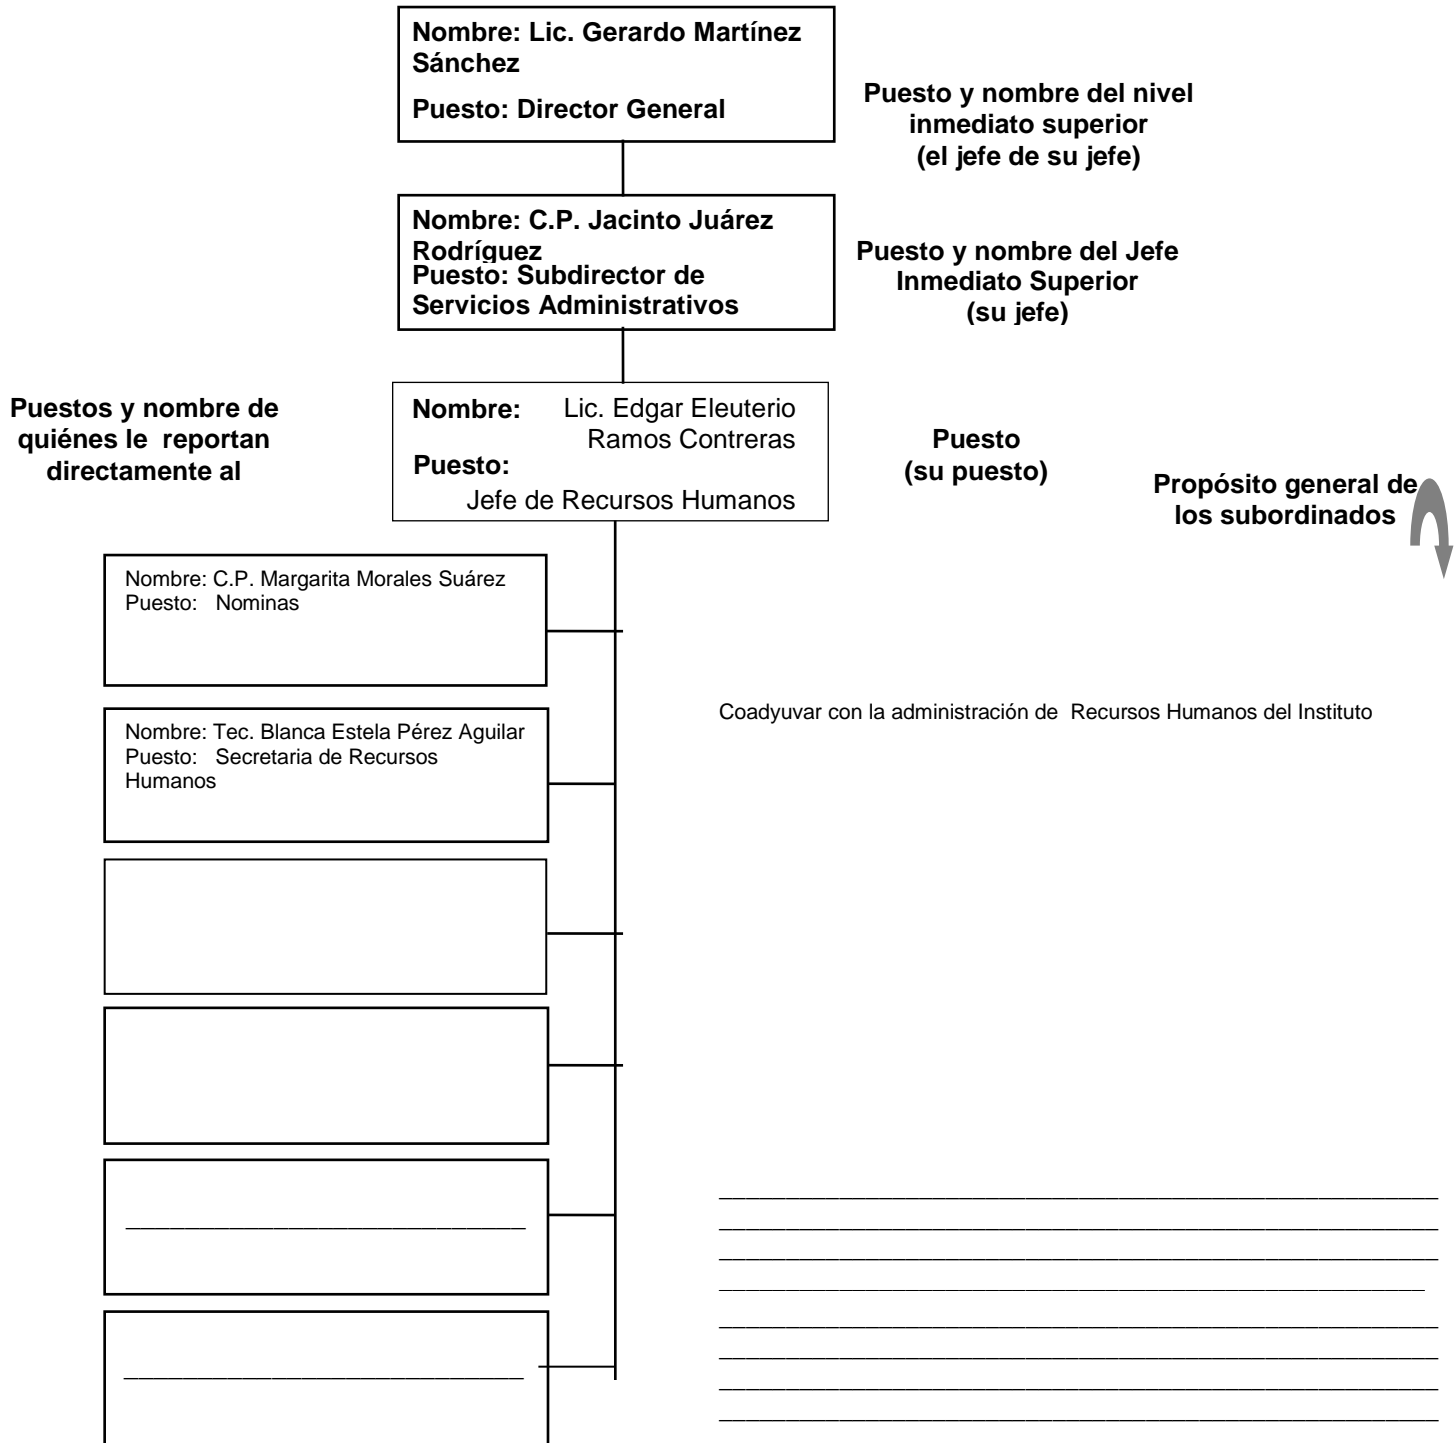 Nombre: Lic. Gerardo Martínez
Sánchez
Puesto: Director General
Puesto y nombre del nivel
inmediato superior
(el jefe de su jefe)
Nombre: C.P. Jacinto Juárez
Rodríguez
Puesto: Subdirector de
Servicios Administrativos
Puesto y nombre del Jefe
Inmediato Superior
(su jefe)
Puestos y nombre de
quiénes le reportan
directamente al
Nombre: Lic. Edgar Eleuterio
Ramos Contreras
Puesto:
Jefe de Recursos Humanos
Puesto
(su puesto)
Propósito general de
los subordinados
Nombre: C.P. Margarita Morales Suárez
Puesto: Nominas
Nombre: Tec. Blanca Estela Pérez Aguilar
Puesto: Secretaria de Recursos
Humanos
Coadyuvar con la administración de Recursos Humanos del Instituto